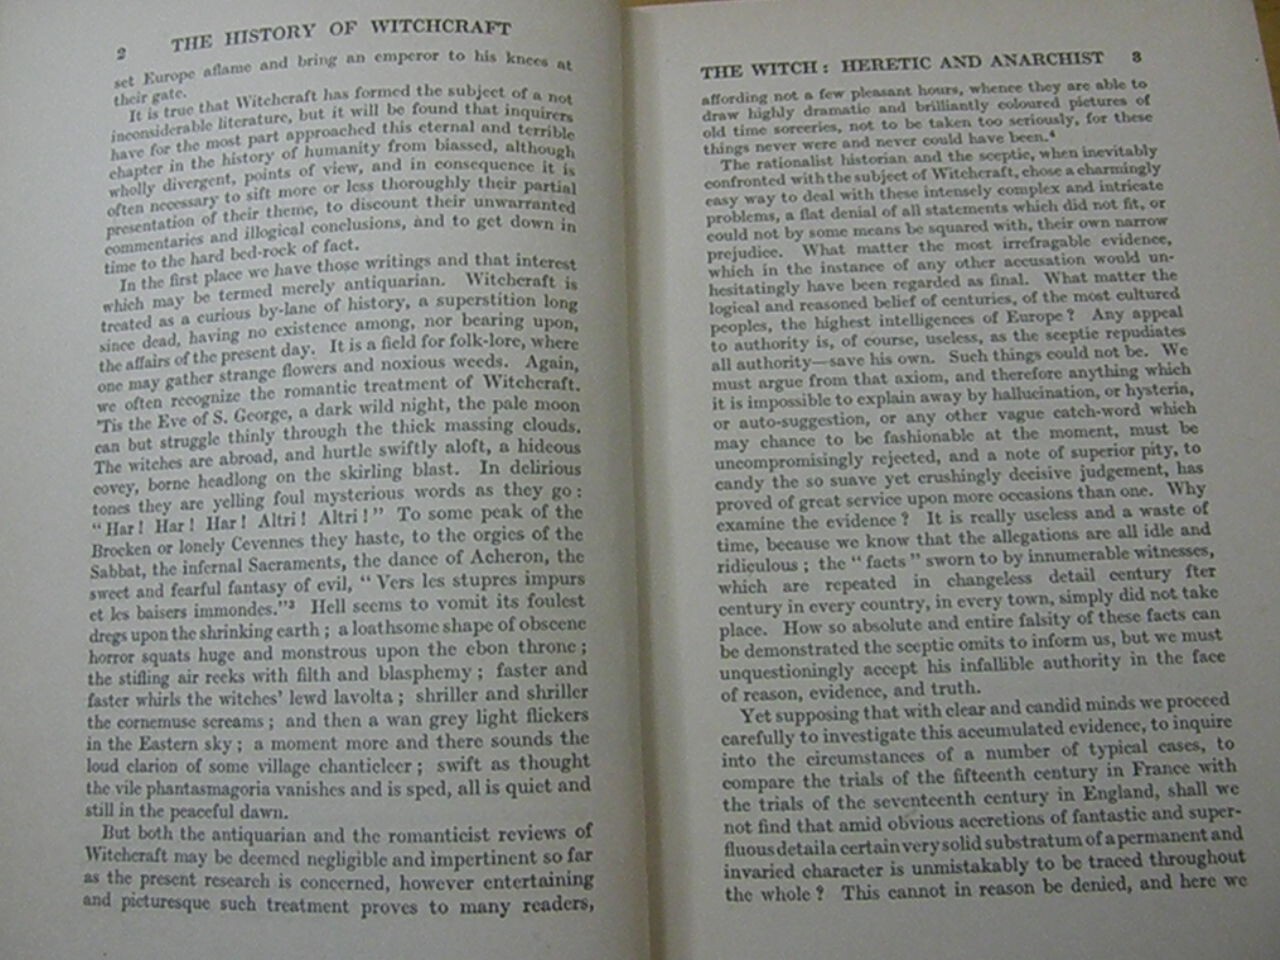 2 THE HISTORY OF WITCHCRAFT
set Europe aflame and bring an emperor to his knees at
their gate.
It is true that Witchcraft has formed the subject of a not
inconsiderable literature, but it will be found that inquirers
have for the most part approached this eternal and terrible
chapter in the history of humanity from biassed, although
wholly divergent, points of view, and in consequence it is
often necessary to sift more or less thoroughly their partial
presentation of their theme, to discount their unwarranted
commentaries and illogical conclusions, and to get down in
time to the hard bed-rock of fact.
In the first place we have those writings and that interest
which may be termed merely antiquarian. Witchcraft is
treated as a curious by-lane of history, a superstition long
since dead, having no existence among, nor bearing upon,
the affairs of the present day. It is a field for folk-lore, where
one may gather strange flowers and noxious weeds. Again,
we often recognize the romantic treatment of Witchcraft.
'Tis the Eve of S. George, a dark wild night, the pale moon
can but struggle thinly through the thick massing clouds.
The witches are abroad, and hurtle swiftly aloft, a hideous
covey, borne headlong on the skirling blast. In delirious
tones they are yelling foul mysterious words as they go:
"Har! Har! Har! Altri! Altri!" To some peak of the
Brocken or lonely Cevennes they haste, to the orgies of the
Sabbat, the infernal Sacraments, the dance of Acheron, the
sweet and fearful fantasy of evil, "Vers les stupres impurs
et les baisers immondes."³ Hell seems to vomit its foulest
dregs upon the shrinking earth; a loathsome shape of obscene
horror squats huge and monstrous upon the ebon throne;
the stifling air reeks with filth and blasphemy; faster and
faster whirls the witches' lewd lavolta; shriller and shriller
the cornemuse screams; and then a wan grey light flickers
in the Eastern sky; a moment more and there sounds the
loud clarion of some village chanticleer; swift as thought
the vile phantasmagoria vanishes and is sped, all is quiet and
still in the peaceful dawn.
But both the antiquarian and the romanticist reviews of
Witchcraft may be deemed negligible and impertinent so far
as the present research is concerned, however entertaining
and picturesque such treatment proves to many readers,
THE WITCH: HERETIC AND ANARCHIST 3
affording not a few pleasant hours, whence they are able to
draw highly dramatic and brilliantly coloured pictures of
old time sorceries, not to be taken too seriously, for these
things never were and never could have been.⁴
The rationalist historian and the sceptic, when inevitably
confronted with the subject of Witchcraft, chose a charmingly
easy way to deal with these intensely complex and intricate
problems, a flat denial of all statements which did not fit, or
could not by some means be squared with, their own narrow
prejudice. What matter the most irrefragable evidence,
which in the instance of any other accusation would un-
hesitatingly have been regarded as final. What matter the
logical and reasoned belief of centuries, of the most cultured
peoples, the highest intelligences of Europe? Any appeal
to authority is, of course, useless, as the sceptic repudiates
all authority—save his own. Such things could not be. We
must argue from that axiom, and therefore anything which
it is impossible to explain away by hallucination, or hysteria,
or auto-suggestion, or any other vague catch-word which
may chance to be fashionable at the moment, must be
uncompromisingly rejected, and a note of superior pity, to
candy the so suave yet crushingly decisive judgement, has
proved of great service upon more occasions than one. Why
examine the evidence? It is really useless and a waste of
time, because we know that the allegations are all idle and
ridiculous; the "facts" sworn to by innumerable witnesses,
which are repeated in changeless detail century fter
century in every country, in every town, simply did not take
place. How so absolute and entire falsity of these facts can
be demonstrated the sceptic omits to inform us, but we must
unquestioningly accept his infallible authority in the face
of reason, evidence, and truth.
Yet supposing that with clear and candid minds we proceed
carefully to investigate this accumulated evidence, to inquire
into the circumstances of a number of typical cases, to
compare the trials of the fifteenth century in France with
the trials of the seventeenth century in England, shall we
not find that amid obvious accretions of fantastic and super-
fluous details a certain very solid substratum of a permanent and
invaried character is unmistakably to be traced throughout
the whole? This cannot in reason be denied, and here we